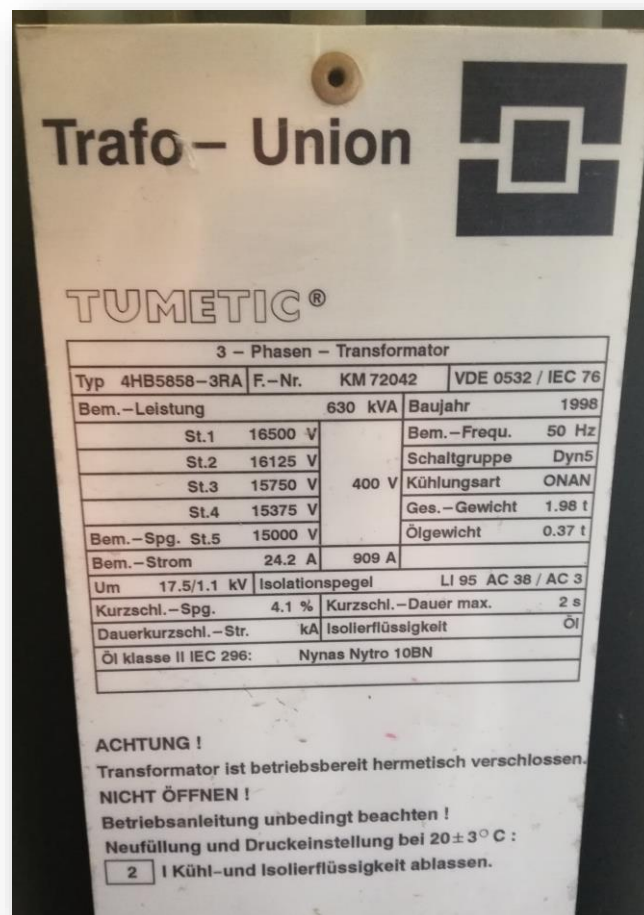 Trafo – Union
TUMETIC®
3 – Phasen – Transformator
Typ 4HB5858–3RA F.–Nr. KM 72042 VDE 0532 / IEC 76
Bem.–Leistung 630 kVA Baujahr 1998
St.1 16500 V Bem.–Frequ. 50 Hz
St.2 16125 V Schaltgruppe Dyn5
St.3 15750 V 400 V Kühlungsart ONAN
St.4 15375 V Ges.–Gewicht 1.98 t
Bem.–Spg. St.5 15000 V Ölgewicht 0.37 t
Bem.–Strom 24.2 A 909 A
Um 17.5/1.1 kV Isolationspegel LI 95 AC 38 / AC 3
Kurzschl.–Spg. 4.1 % Kurzschl.–Dauer max. 2 s
Dauerkurzschl.–Str. kA Isolierflüssigkeit Öl
Öl klasse II IEC 296: Nynas Nytro 10BN
ACHTUNG !
Transformator ist betriebsbereit hermetisch verschlossen.
NICHT ÖFFNEN !
Betriebsanleitung unbedingt beachten !
Neufüllung und Druckeinstellung bei 20±3°C :
2 l Kühl–und Isolierflüssigkeit ablassen.